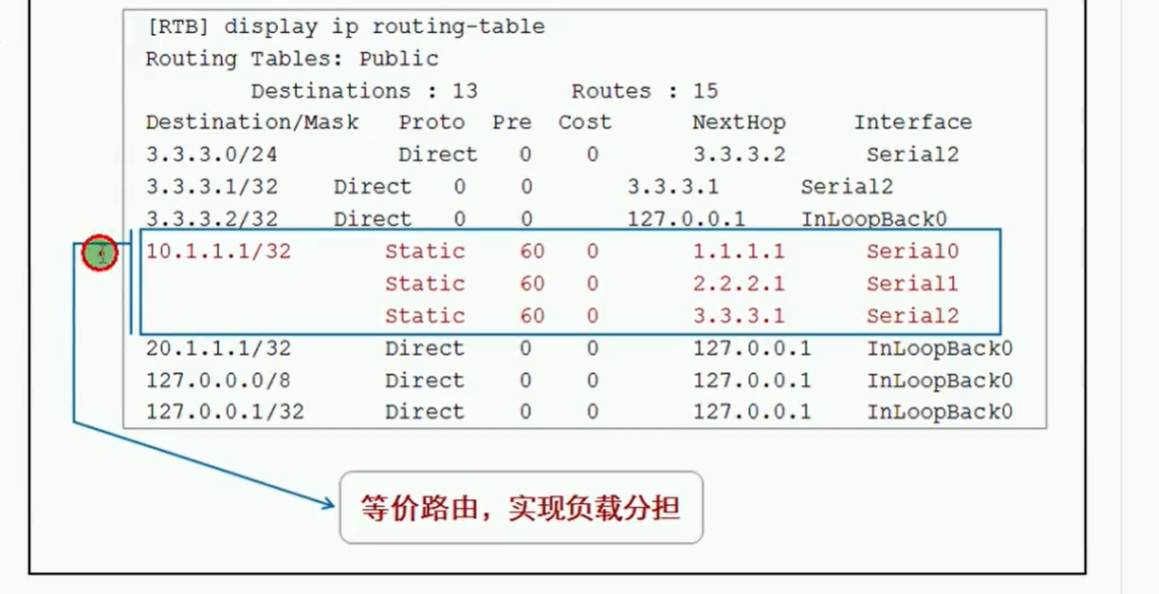 [RTB] display ip routing-table
Routing Tables: Public
Destinations : 13 Routes : 15
Destination/Mask Proto Pre Cost NextHop Interface
3.3.3.0/24 Direct 0 0 3.3.3.2 Serial2
3.3.3.1/32 Direct 0 0 3.3.3.1 Serial2
3.3.3.2/32 Direct 0 0 127.0.0.1 InLoopBack0
10.1.1.1/32 Static 60 0 1.1.1.1 Serial0
Static 60 0 2.2.2.1 Serial1
Static 60 0 3.3.3.1 Serial2
20.1.1.1/32 Direct 0 0 127.0.0.1 InLoopBack0
127.0.0.0/8 Direct 0 0 127.0.0.1 InLoopBack0
127.0.0.1/32 Direct 0 0 127.0.0.1 InLoopBack0
等价路由，实现负载分担